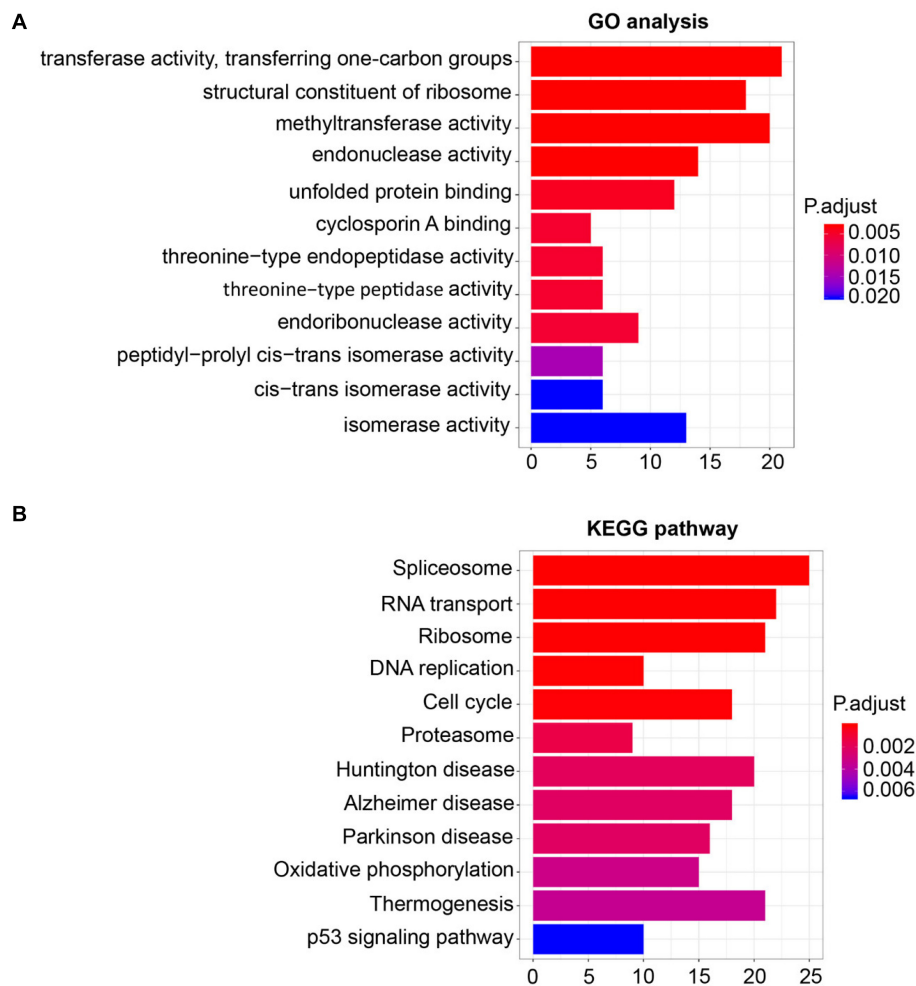 A
GO analysis
transferase activity, transferring one-carbon groups
structural constituent of ribosome
methyltransferase activity
endonuclease activity
unfolded protein binding
cyclosporin A binding
threonine−type endopeptidase activity
threonine−type peptidase activity
endoribonuclease activity
peptidyl−prolyl cis−trans isomerase activity
cis−trans isomerase activity
isomerase activity
0 5 10 15 20
P.adjust
0.005
0.010
0.015
0.020
B
KEGG pathway
Spliceosome
RNA transport
Ribosome
DNA replication
Cell cycle
Proteasome
Huntington disease
Alzheimer disease
Parkinson disease
Oxidative phosphorylation
Thermogenesis
p53 signaling pathway
0 5 10 15 20 25
P.adjust
0.002
0.004
0.006